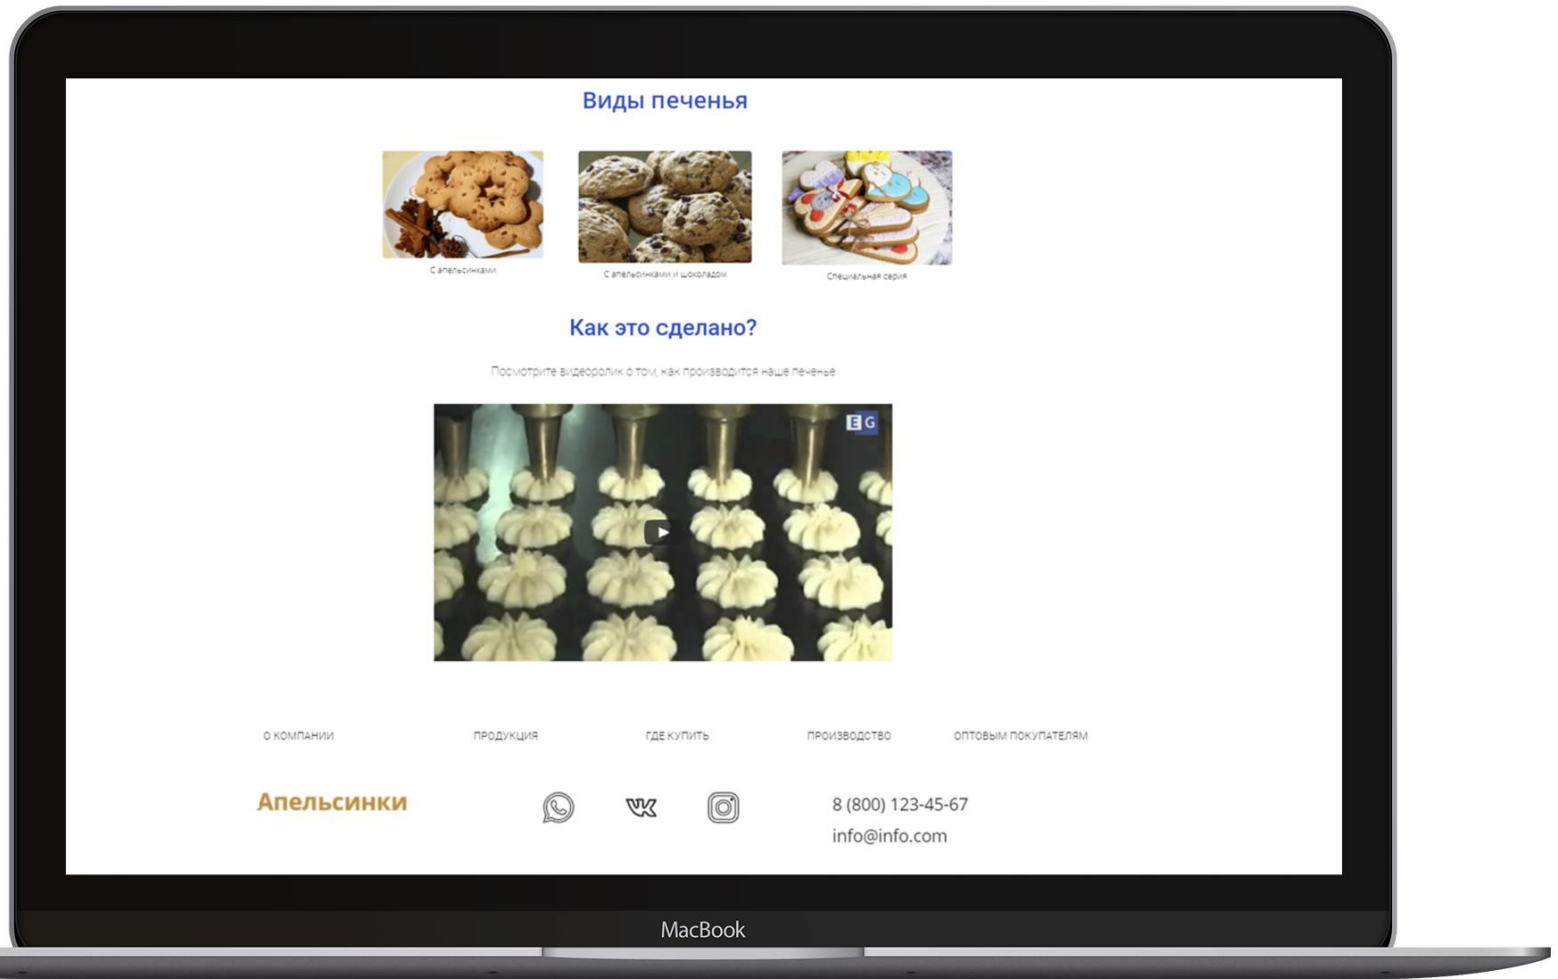 Виды печенья
С апельсинками
С апельсинками и шоколадом
Специальная серия
Как это сделано?
Посмотрите видеоролик о том, как производится наше печенье
EG
О КОМПАНИИ
ПРОДУКЦИЯ
ГДЕ КУПИТЬ
ПРОИЗВОДСТВО
ОПТОВЫМ ПОКУПАТЕЛЯМ
Апельсинки
8 (800) 123-45-67
info@info.com
MacBook